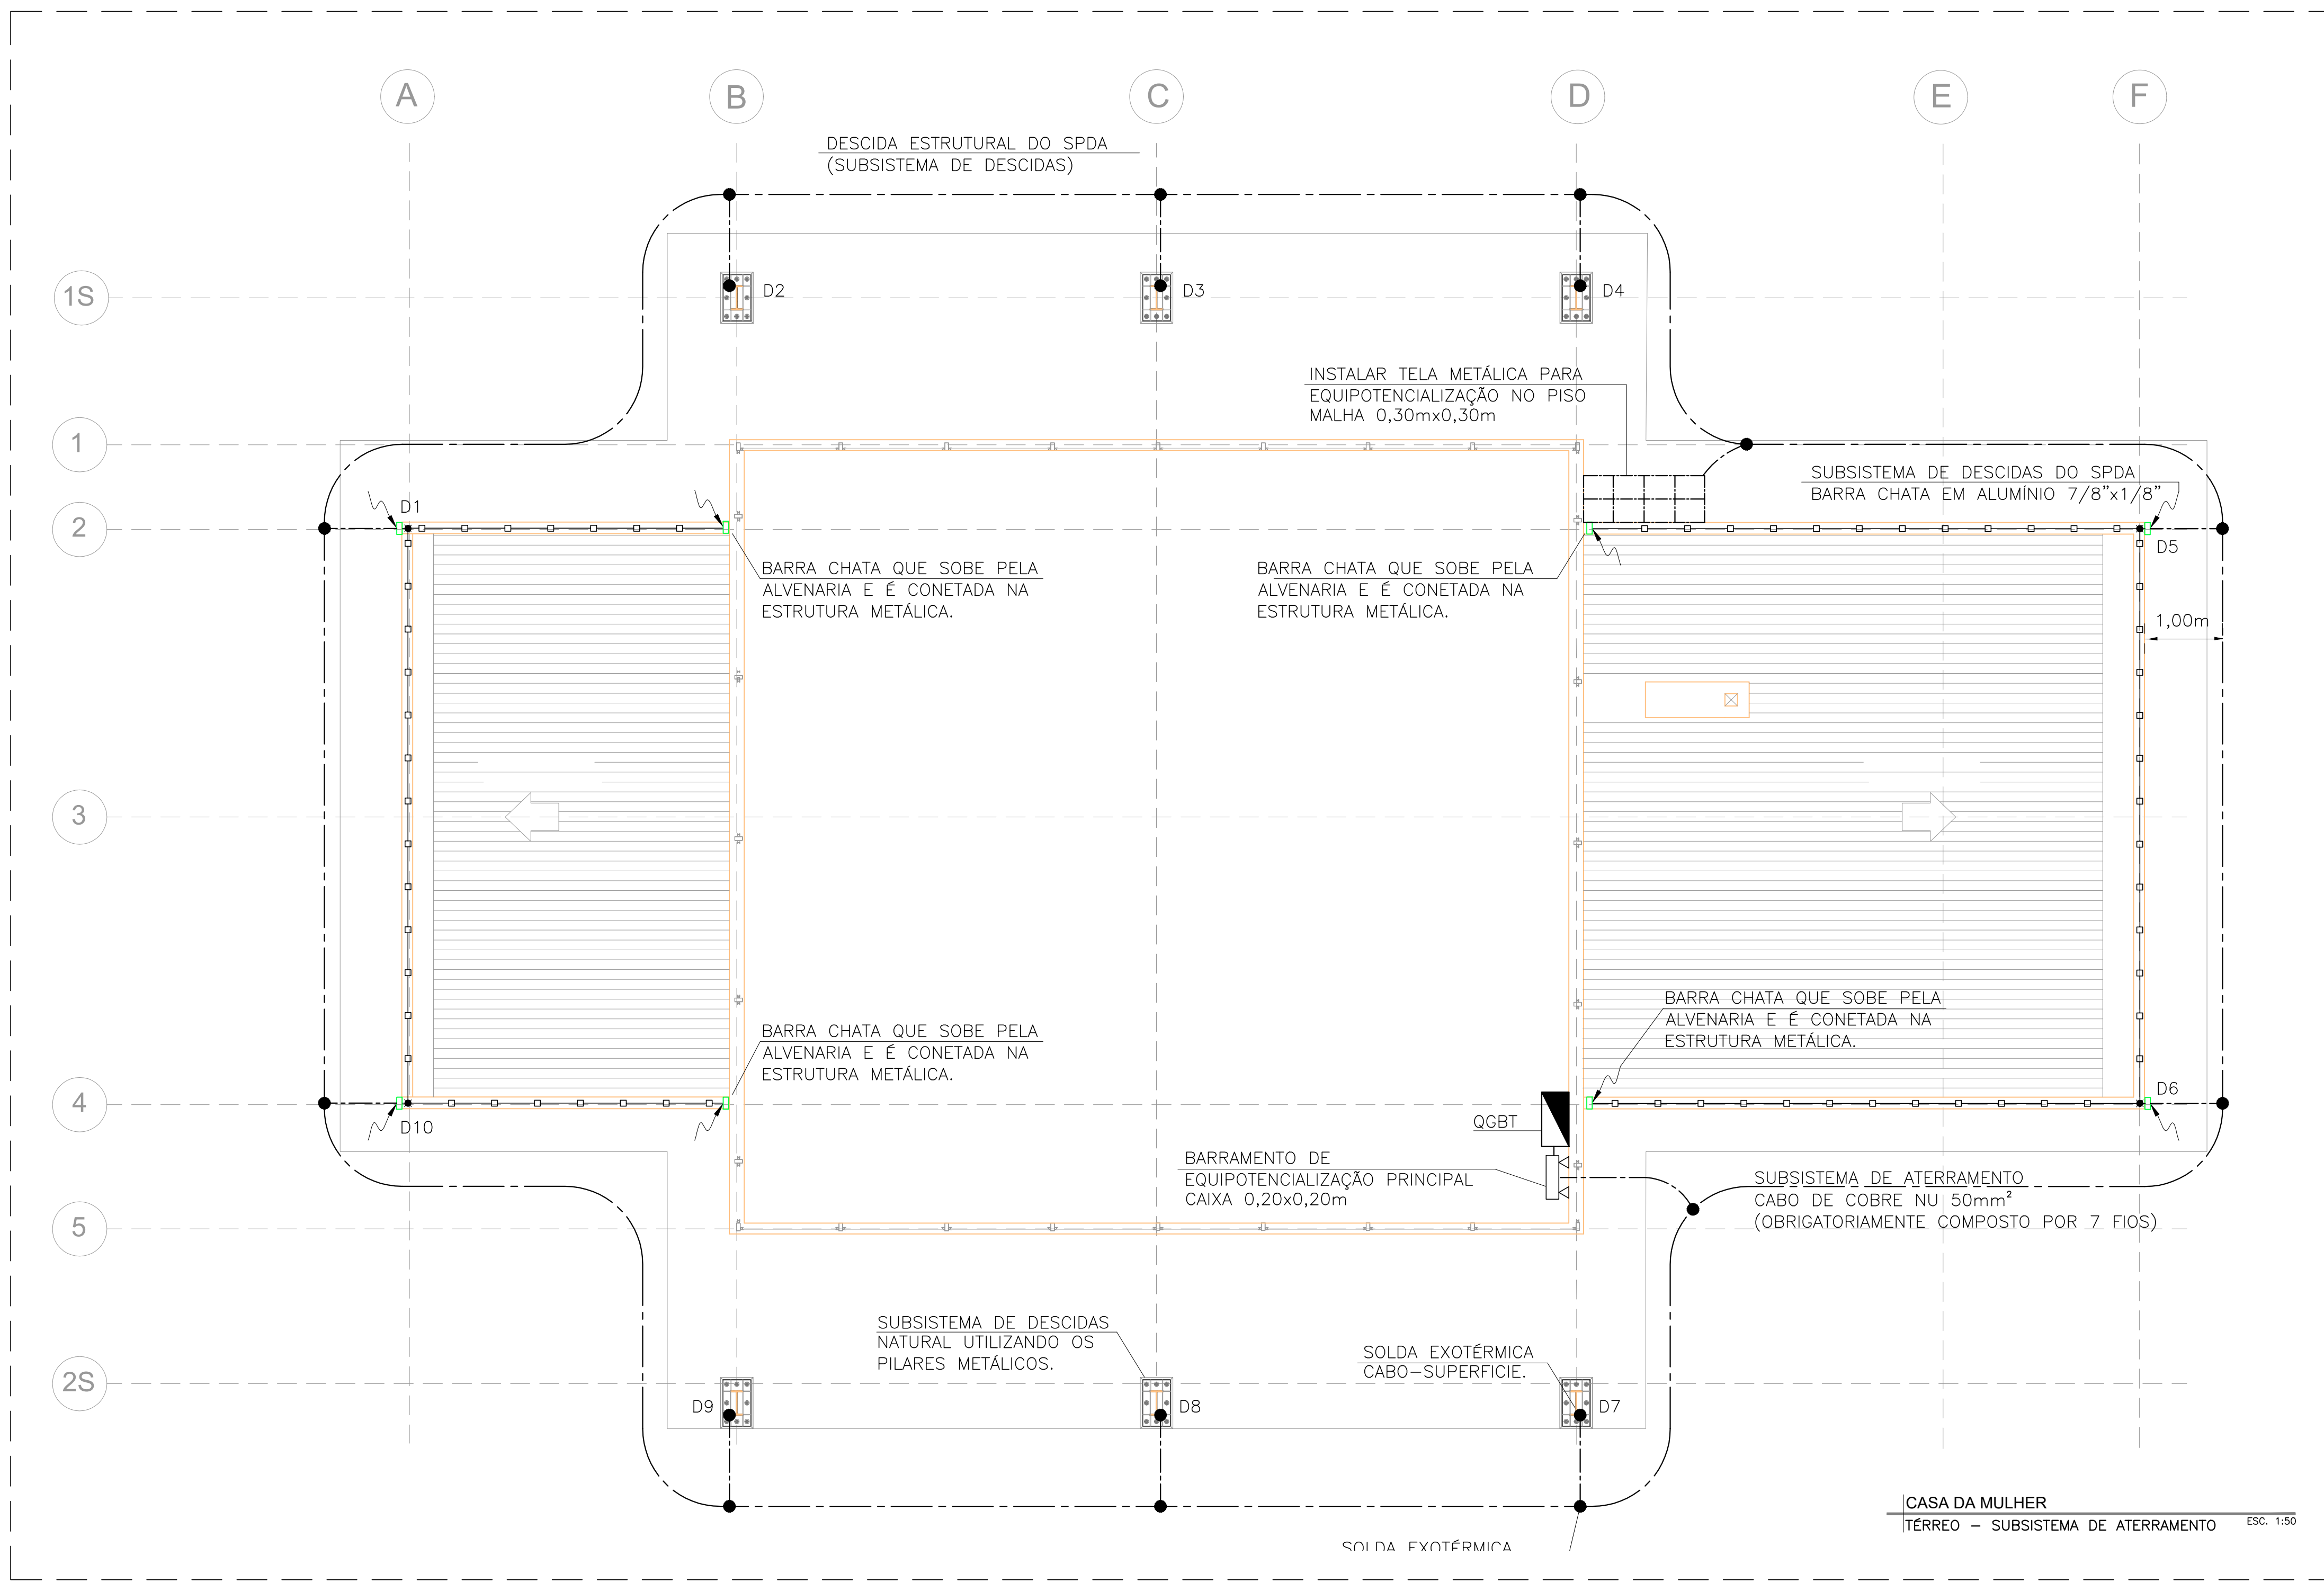 A B C D E F
DESCIDA ESTRUTURAL DO SPDA
(SUBSISTEMA DE DESCIDAS)
1S
D2
D3
D4
INSTALAR TELA METÁLICA PARA
EQUIPOTENCIALIZAÇÃO NO PISO
MALHA 0,30mx0,30m
1
SUBSISTEMA DE DESCIDAS DO SPDA
BARRA CHATA EM ALUMÍNIO 7/8"x1/8"
D1
2
D5
BARRA CHATA QUE SOBE PELA
ALVENARIA E É CONETADA NA
ESTRUTURA METÁLICA.
BARRA CHATA QUE SOBE PELA
ALVENARIA E É CONETADA NA
ESTRUTURA METÁLICA.
1,00m
3
BARRA CHATA QUE SOBE PELA
ALVENARIA E É CONETADA NA
ESTRUTURA METÁLICA.
BARRA CHATA QUE SOBE PELA
ALVENARIA E É CONETADA NA
ESTRUTURA METÁLICA.
D6
4
D10
QGBT
BARRAMENTO DE
EQUIPOTENCIALIZAÇÃO PRINCIPAL
CAIXA 0,20x0,20m
SUBSISTEMA DE ATERRAMENTO
CABO DE COBRE NU 50mm²
(OBRIGATORIAMENTE COMPOSTO POR 7 FIOS)
5
SUBSISTEMA DE DESCIDAS
NATURAL UTILIZANDO OS
PILARES METÁLICOS.
SOLDA EXOTÉRMICA
CABO-SUPERFICIE.
2S
D9
D8
D7
CASA DA MULHER
TÉRREO - SUBSISTEMA DE ATERRAMENTO
ESC. 1:50
SOLDA EXOTÉRMICA